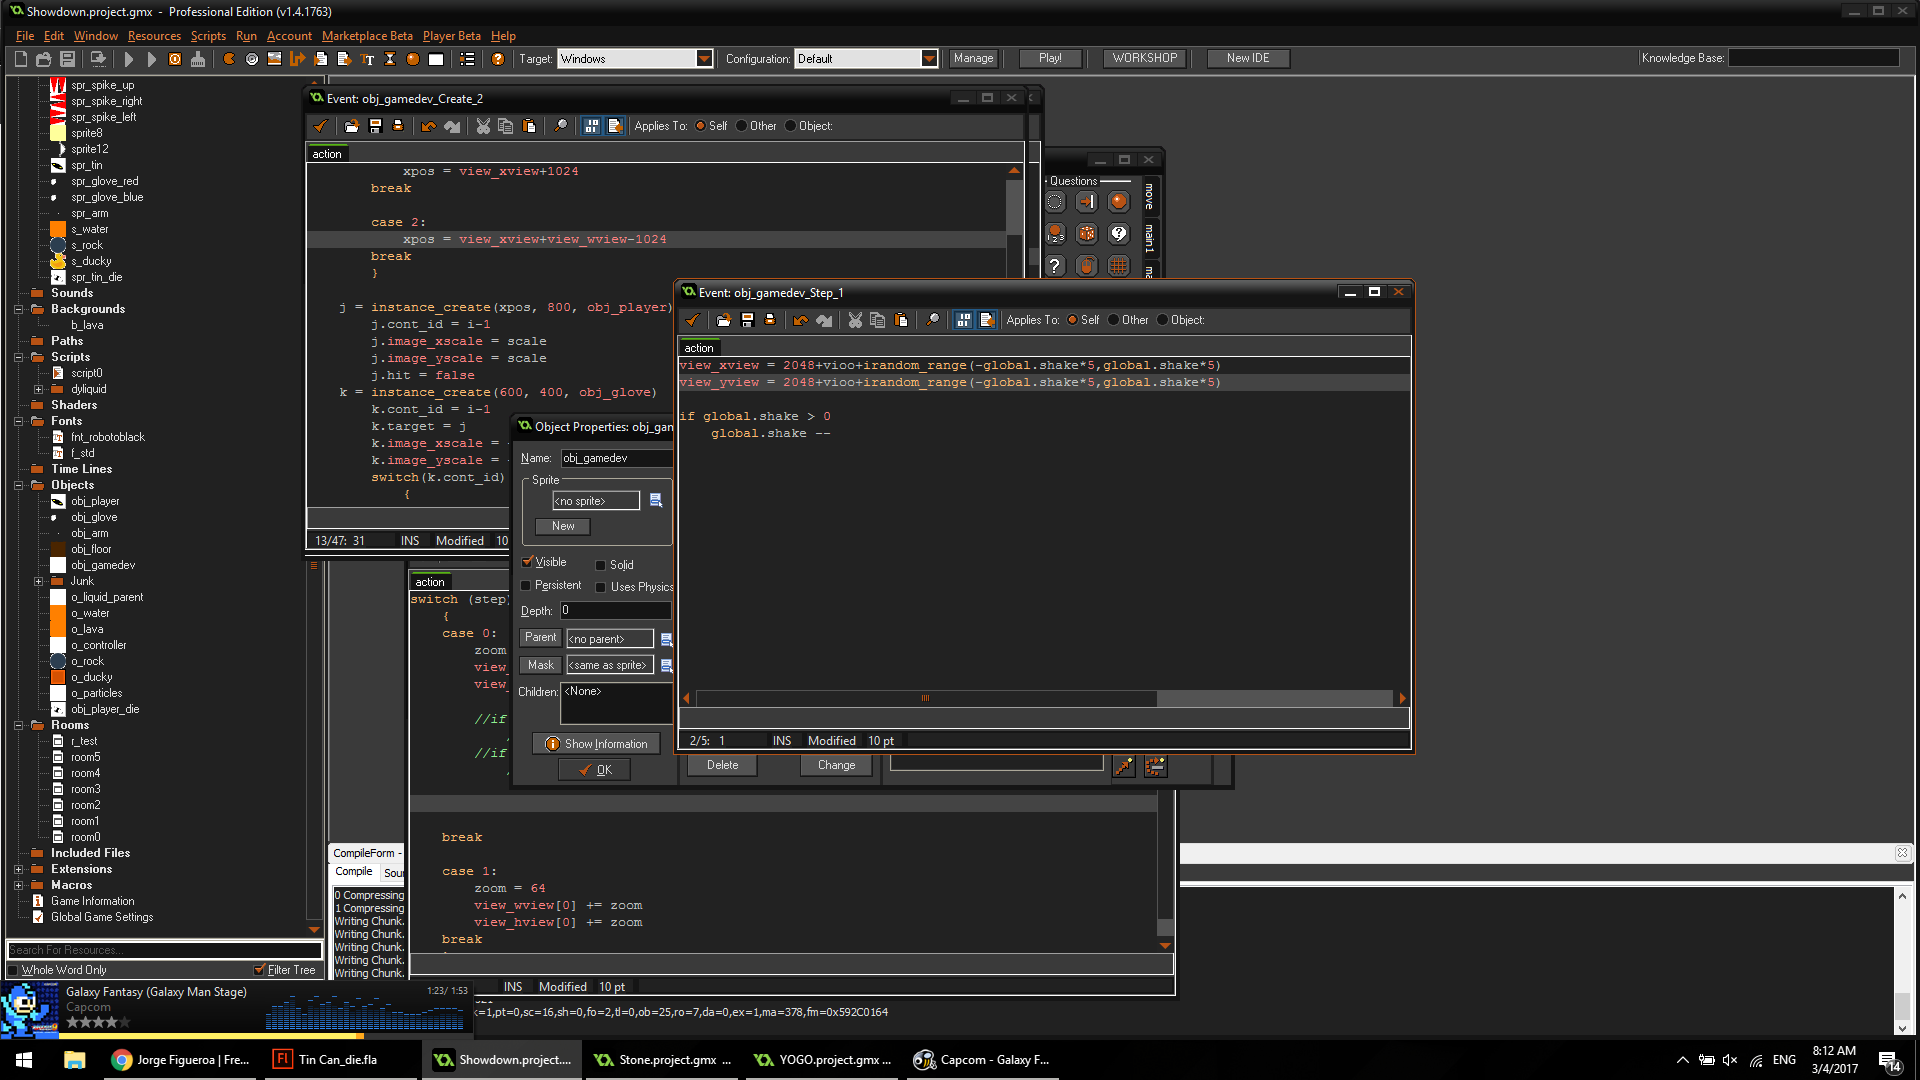 Showdown.project.gmx  -  Professional Edition (v1.4.1763)
File Edit Window Resources Scripts Run Account Marketplace Beta Player Beta Help
Target: Windows Configuration: Default Manage Play! WORKSHOP New IDE Knowledge Base:
spr_spike_up
spr_spike_right
spr_spike_left
sprite8
sprite12
spr_tin
spr_glove_red
spr_glove_blue
spr_arm
s_water
s_rock
s_ducky
spr_tin_die
Sounds
Backgrounds
b_lava
Paths
Scripts
script0
dyliquid
Shaders
Fonts
fnt_robotoblack
f_std
Time Lines
Objects
obj_player
obj_glove
obj_arm
obj_floor
obj_gamedev
Junk
o_liquid_parent
o_water
o_lava
o_controller
o_rock
o_ducky
o_particles
obj_player_die
Rooms
r_test
room5
room4
room3
room2
room1
room0
Included Files
Extensions
Macros
Game Information
Global Game Settings
Search For Resources...
Whole Word Only Filter Tree
Event: obj_gamedev_Create_2
Applies To: Self Other Object:
action
xpos = view_xview+1024
break
case 2:
xpos = view_xview+view_wview-1024
break
}
j = instance_create(xpos, 800, obj_player)
j.cont_id = i-1
j.image_xscale = scale
j.image_yscale = scale
j.hit = false
k = instance_create(600, 400, obj_glove)
k.cont_id = i-1
k.target = j
k.image_xscale =
k.image_yscale =
switch(k.cont_id)
{
13/47: 31 INS Modified 10
Questions
move
main1
Object Properties: obj_gam
Name: obj_gamedev
Sprite
<no sprite>
New
Visible Solid
Persistent Uses Physics
Depth: 0
Parent <no parent>
Mask <same as sprite>
Children: <None>
Show Information
OK
Delete Change
Event: obj_gamedev_Step_1
Applies To: Self Other Object:
action
view_xview = 2048+vioo+irandom_range(-global.shake*5,global.shake*5)
view_yview = 2048+vioo+irandom_range(-global.shake*5,global.shake*5)
if global.shake > 0
global.shake --
2/5: 1 INS Modified 10 pt
action
switch (step)
{
case 0:
zoom
view_
view_
//if
//if
break
case 1:
zoom = 64
view_wview[0] += zoom
view_hview[0] += zoom
break
INS Modified 10 pt
CompileForm -
Compile Sour
0 Compressing
1 Compressing
Writing Chunk.
Writing Chunk.
Writing Chunk.
Writing Chunk.
Writing Chunk.
k=1,pt=0,sc=16,sh=0,fo=2,tl=0,ob=25,ro=7,da=0,ex=1,ma=378,fm=0x592C0164
Galaxy Fantasy (Galaxy Man Stage) 1:23/ 1:53
Capcom
Jorge Figueroa | Fre... Tin Can_die.fla Showdown.project.... Stone.project.gmx ... YOGO.project.gmx ... Capcom - Galaxy F... ENG 8:12 AM
3/4/2017
14